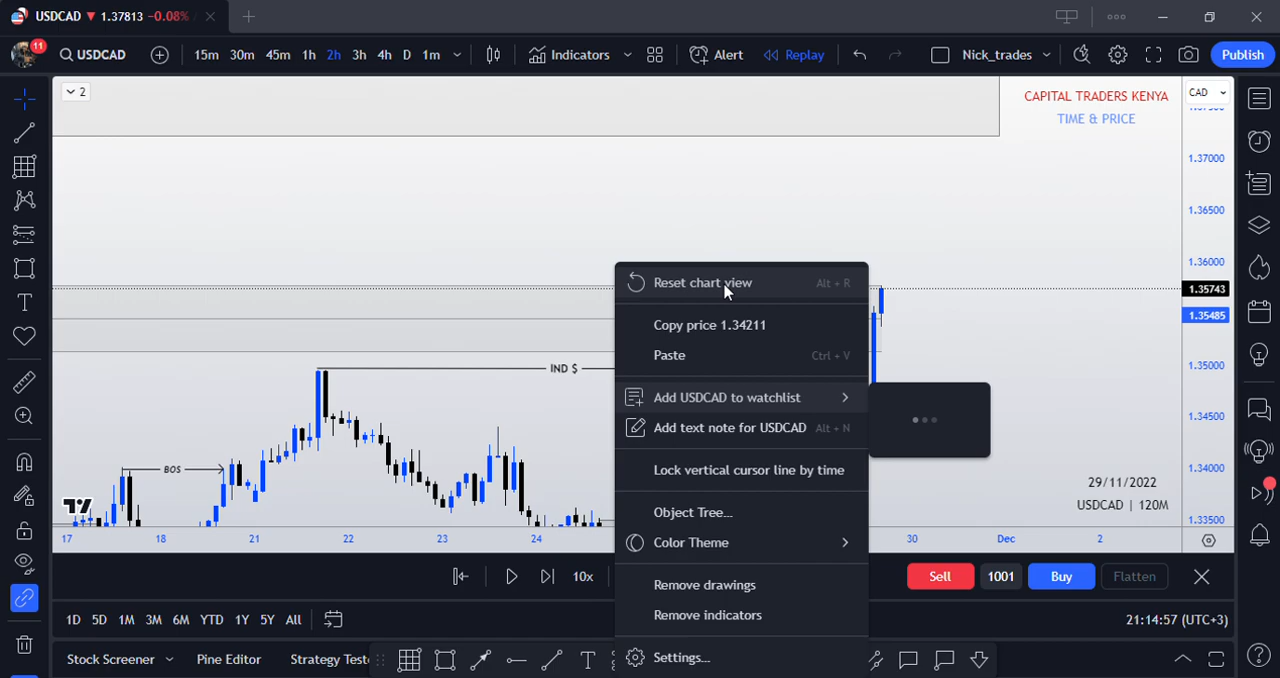 USDCAD 1.37813 -0.08%
11
USDCAD
15m 30m 45m 1h 2h 3h 4h D 1m
Indicators
Alert
Replay
Nick_trades
Publish
2
CAPITAL TRADERS KENYA
TIME & PRICE
CAD
1.37000
1.36500
1.36000
1.35743
1.35485
1.35000
1.34500
1.34000
1.33500
Reset chart view Alt + R
Copy price 1.34211
Paste Ctrl + V
Add USDCAD to watchlist
Add text note for USDCAD Alt + N
Lock vertical cursor line by time
Object Tree...
Color Theme
Remove drawings
Remove indicators
Settings...
IND $
BOS
29/11/2022
USDCAD | 120M
17 18 21 22 23 24 30 Dec 2
10x
Sell 1001 Buy Flatten
1D 5D 1M 3M 6M YTD 1Y 5Y All
21:14:57 (UTC+3)
Stock Screener Pine Editor Strategy Test